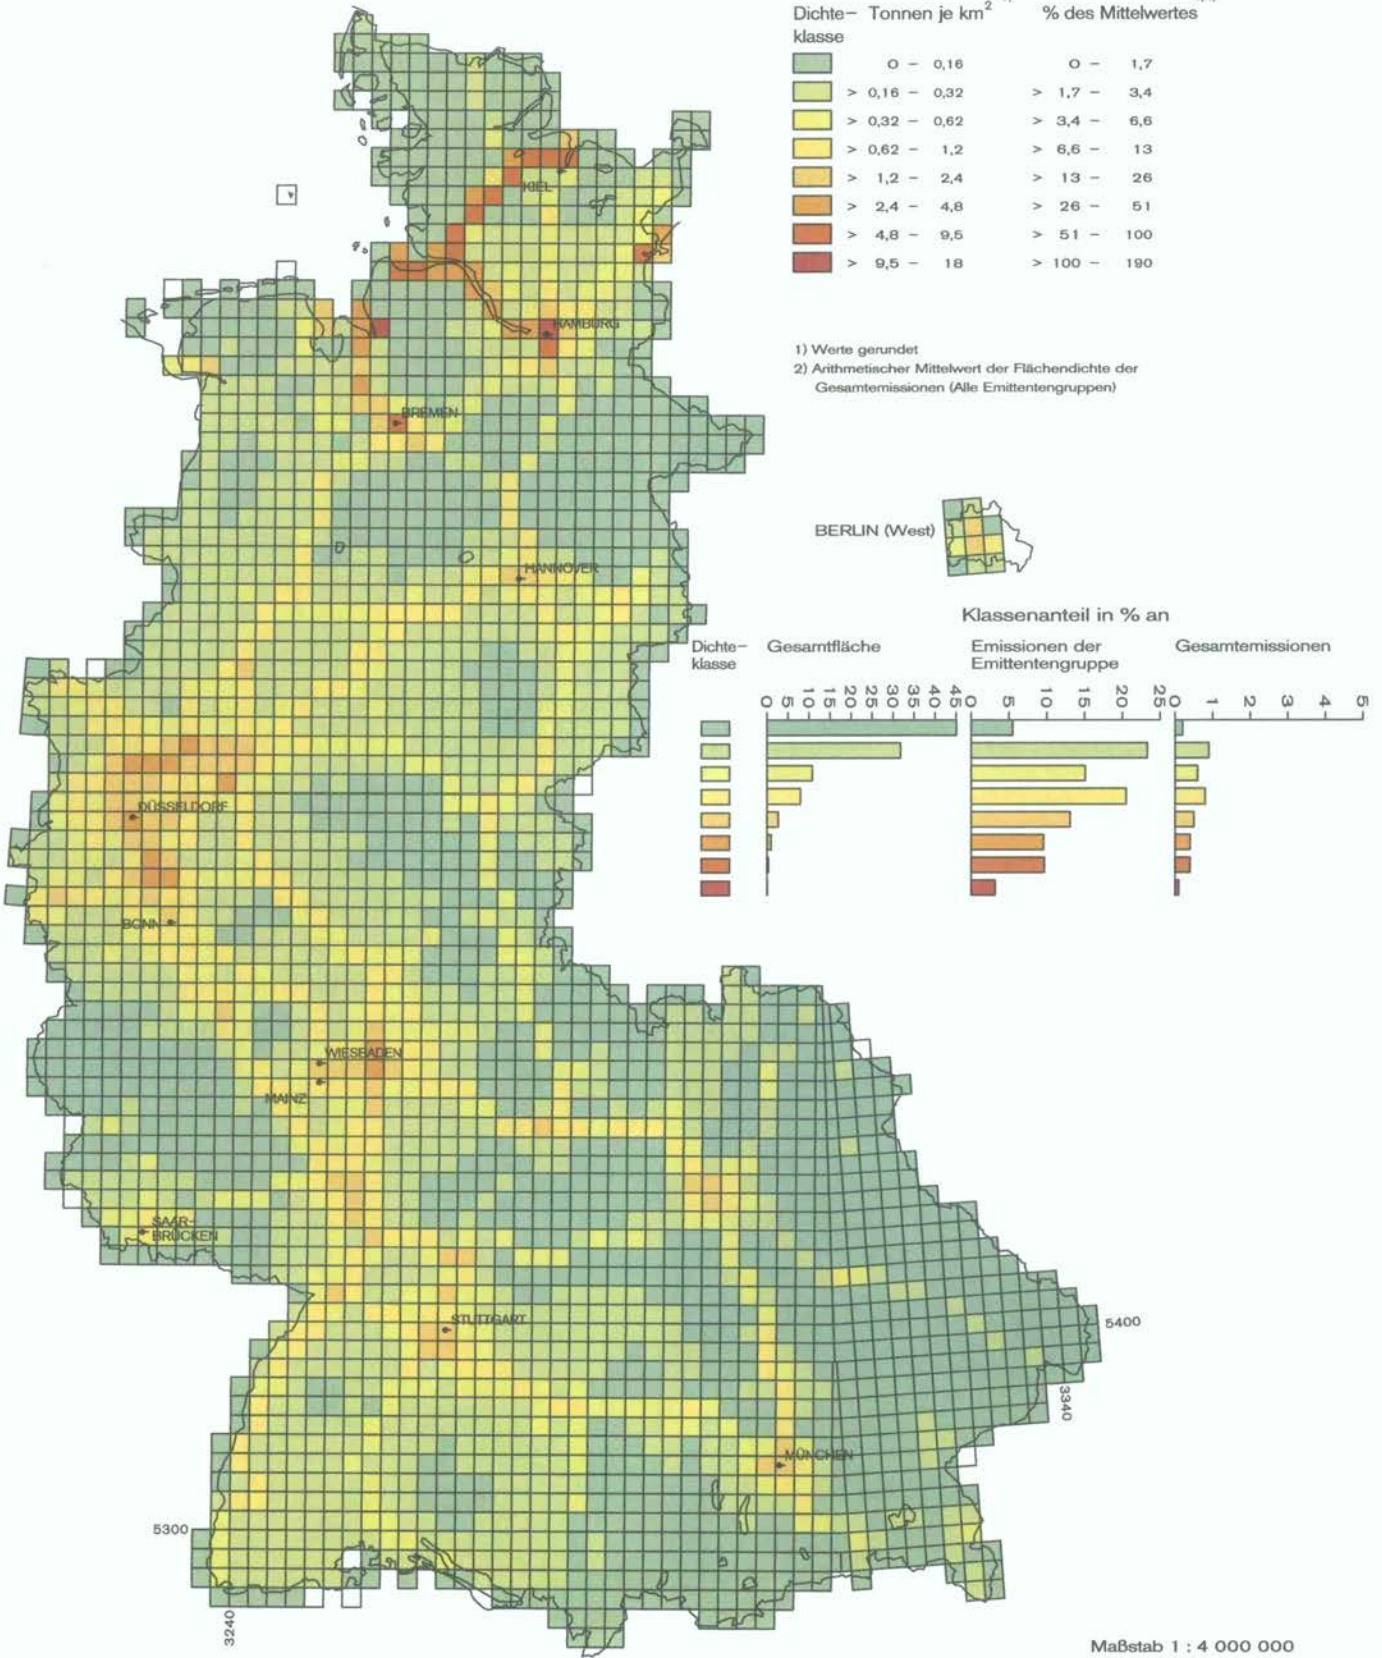 Dichte- Tonnen je km² % des Mittelwertes
klasse
0 - 0,16 0 - 1,7
> 0,16 - 0,32 > 1,7 - 3,4
> 0,32 - 0,62 > 3,4 - 6,6
> 0,62 - 1,2 > 6,6 - 13
> 1,2 - 2,4 > 13 - 26
> 2,4 - 4,8 > 26 - 51
> 4,8 - 9,5 > 51 - 100
> 9,5 - 18 > 100 - 190
1) Werte gerundet
2) Arithmetischer Mittelwert der Flächendichte der
Gesamtemissionen (Alle Emittentengruppen)
KIEL
HAMBURG
BREMEN
BERLIN (West)
HANNOVER
Klassenanteil in % an
Dichte- Gesamtfläche Emissionen der Gesamtemissionen
klasse Emittentengruppe
0 5 10 15 20 25 30 35 40 45 0 5 10 15 20 25 0 1 2 3 4 5
DÜSSELDORF
BONN
WIESBADEN
MAINZ
SAAR-
BRÜCKEN
STUTTGART
5400
3340
MÜNCHEN
5300
3240
Maßstab 1 : 4 000 000